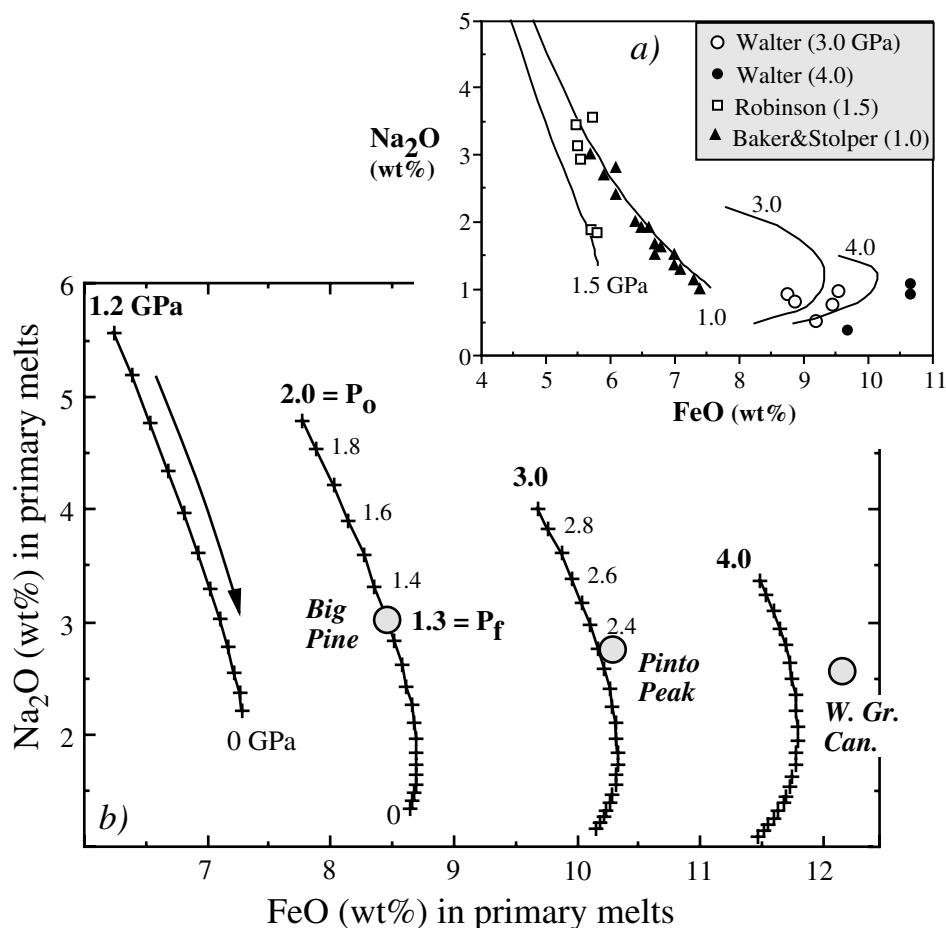 a)
Walter (3.0 GPa)
Walter (4.0)
Robinson (1.5)
Baker&Stolper (1.0)
Na2O
(wt%)
5
4
3
2
1
0
3.0
4.0
1.5 GPa
1.0
4 5 6 7 8 9 10 11
FeO (wt%)
Na2O (wt%) in primary melts
6
5
4
3
2
1.2 GPa
0 GPa
2.0 = Po
1.8
1.6
1.4
Big
Pine
1.3 = Pf
0
3.0
2.8
2.6
2.4
Pinto
Peak
4.0
W. Gr.
Can.
b)
7 8 9 10 11 12
FeO (wt%) in primary melts